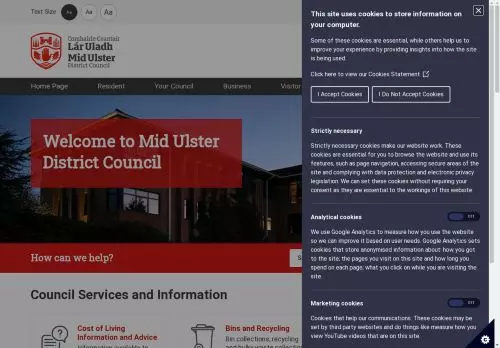 Text Size
Aa
Aa
Aa
Comhairle Ceantair
Lár Uladh
Mid Ulster
District Council
Home Page
Resident
Your Council
Business
Visitor
Welcome to Mid Ulster
District Council
How can we help?
S
Council Services and Information
Cost of Living
Information and Advice
Information available to
Bins and Recycling
Bin collections, recycling
and bulky waste collection
This site uses cookies to store information on
your computer.
Some of these cookies are essential, while others help us to
improve your experience by providing insights into how the site
is being used.
Click here to view our Cookies Statement
I Accept Cookies
I Do Not Accept Cookies
Strictly necessary
Strictly necessary cookies make our website work. These
cookies are essential for you to browse the website and use its
features, such as page navigation, accessing secure areas of the
site and complying with data protection and electronic privacy
legislation. We can set these cookies without requiring your
consent as they are essential to the workings of this website
Analytical cookies
Off
We use Google Analytics to measure how you use the website
so we can improve it based on user needs. Google Analytics sets
cookies that store anonymised information about: how you got
to the site; the pages you visit on this site and how long you
spend on each page; what you click on while you are visiting the
site.
Marketing cookies
Off
Cookies that help our communications. These cookies may be
set by third party websites and do things like measure how you
view YouTube videos that are on this site.